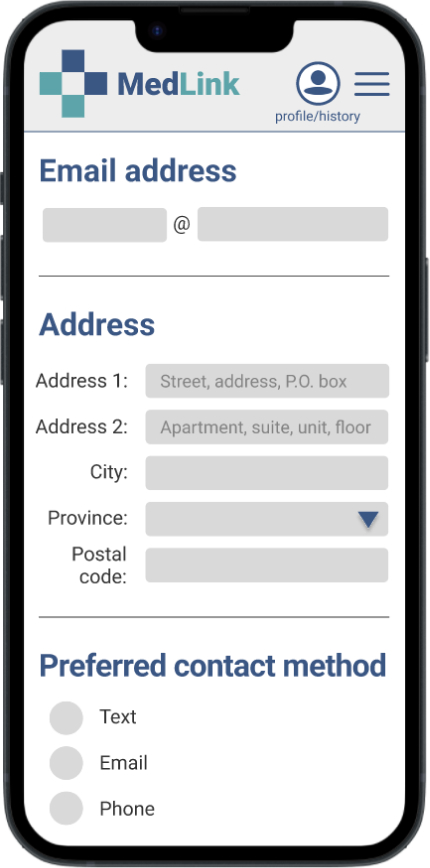 MedLink
profile/history
Email address
@
Address
Address 1: Street, address, P.O. box
Address 2: Apartment, suite, unit, floor
City:
Province:
Postal
code:
Preferred contact method
Text
Email
Phone